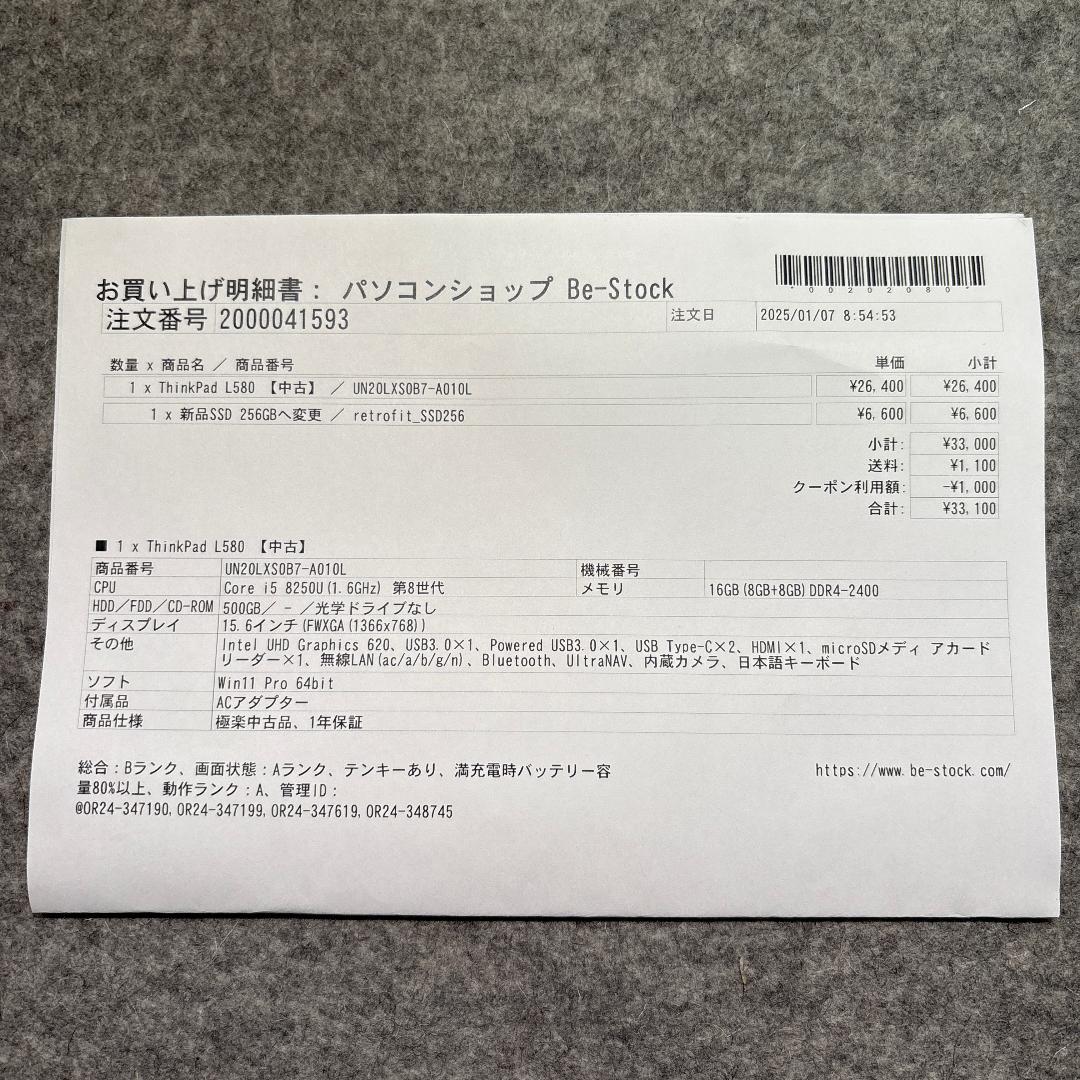 *00202080*
お買い上げ明細書： パソコンショップ Be-Stock
注文番号 2000041593 注文日 2025/01/07 8:54:53
数量 x 商品名 ／ 商品番号 単価 小計
1 x ThinkPad L580 【中古】 ／ UN20LXS0B7-A010L ¥26,400 ¥26,400
1 x 新品SSD 256GBへ変更 ／ retrofit_SSD256 ¥6,600 ¥6,600
小計: ¥33,000
送料: ¥1,100
クーポン利用額: -¥1,000
合計: ¥33,100
■ 1 x ThinkPad L580 【中古】
商品番号 UN20LXS0B7-A010L 機械番号
CPU Core i5 8250U(1.6GHz) 第8世代 メモリ 16GB(8GB+8GB)DDR4-2400
HDD／FDD／CD-ROM 500GB／ - ／光学ドライブなし
ディスプレイ 15.6インチ(FWXGA(1366x768))
その他 Intel UHD Graphics 620、USB3.0×1、Powered USB3.0×1、USB Type-C×2、HDMI×1、microSDメディ アカード
リーダー×1、無線LAN(ac/a/b/g/n)、Bluetooth、UltraNAV、内蔵カメラ、日本語キーボード
ソフト Win11 Pro 64bit
付属品 ACアダプター
商品仕様 極楽中古品、1年保証
総合：Bランク、画面状態：Aランク、テンキーあり、満充電時バッテリー容 https://www.be-stock.com/
量80%以上、動作ランク：A、管理ID：
@OR24-347190,OR24-347199,OR24-347619,OR24-348745